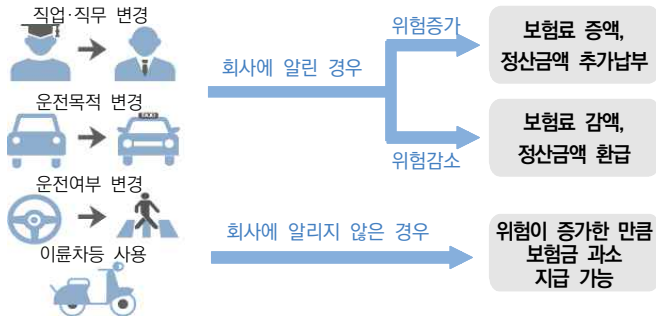 직업·직무 변경
운전목적 변경
TAXI
운전여부 변경
이륜차등 사용
회사에 알린 경우
위험증가
보험료 증액,
정산금액 추가납부
위험감소
보험료 감액,
정산금액 환급
회사에 알리지 않은 경우
위험이 증가한 만큼
보험금 과소
지급 가능